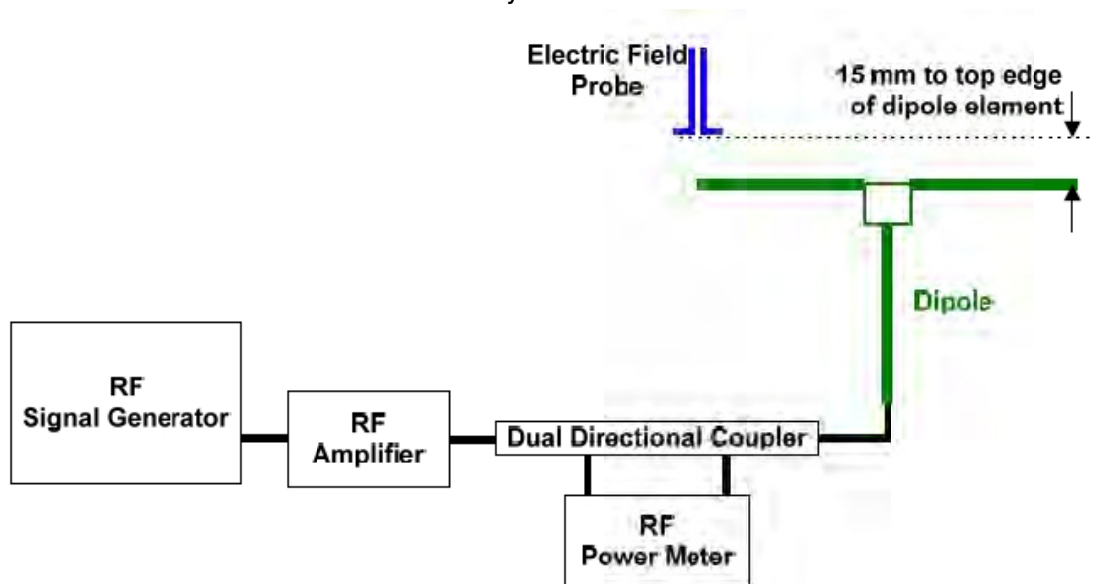 Electric Field
Probe
15 mm to top edge
of dipole element
Dipole
RF
Signal Generator
RF
Amplifier
Dual Directional Coupler
RF
Power Meter